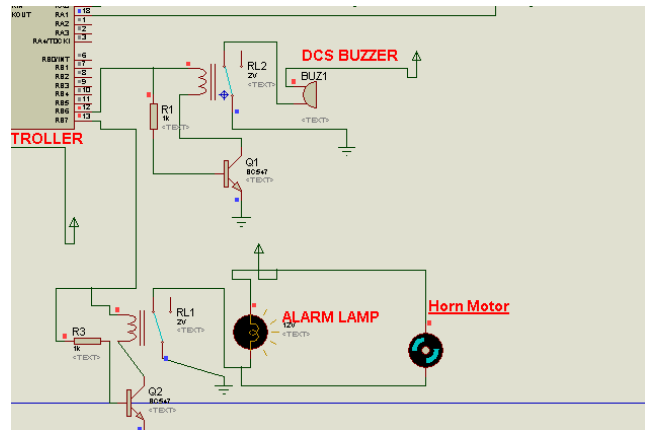 KOUT
RA1
18
RA2
1
RA3
2
RA4/T0CKI
3
RB0/INT
6
RB1
7
RB2
8
RB3
9
RB4
10
RB5
11
RB6
12
RB7
13
TROLLER
DCS BUZZER
RL2
2V
<TEXT>
BUZ1
<TEXT>
R1
1k
<TEXT>
Q1
BC547
<TEXT>
RL1
2V
<TEXT>
ALARM LAMP
12V
<TEXT>
Horn Motor
R3
1k
<TEXT>
Q2
BC547
<TEXT>